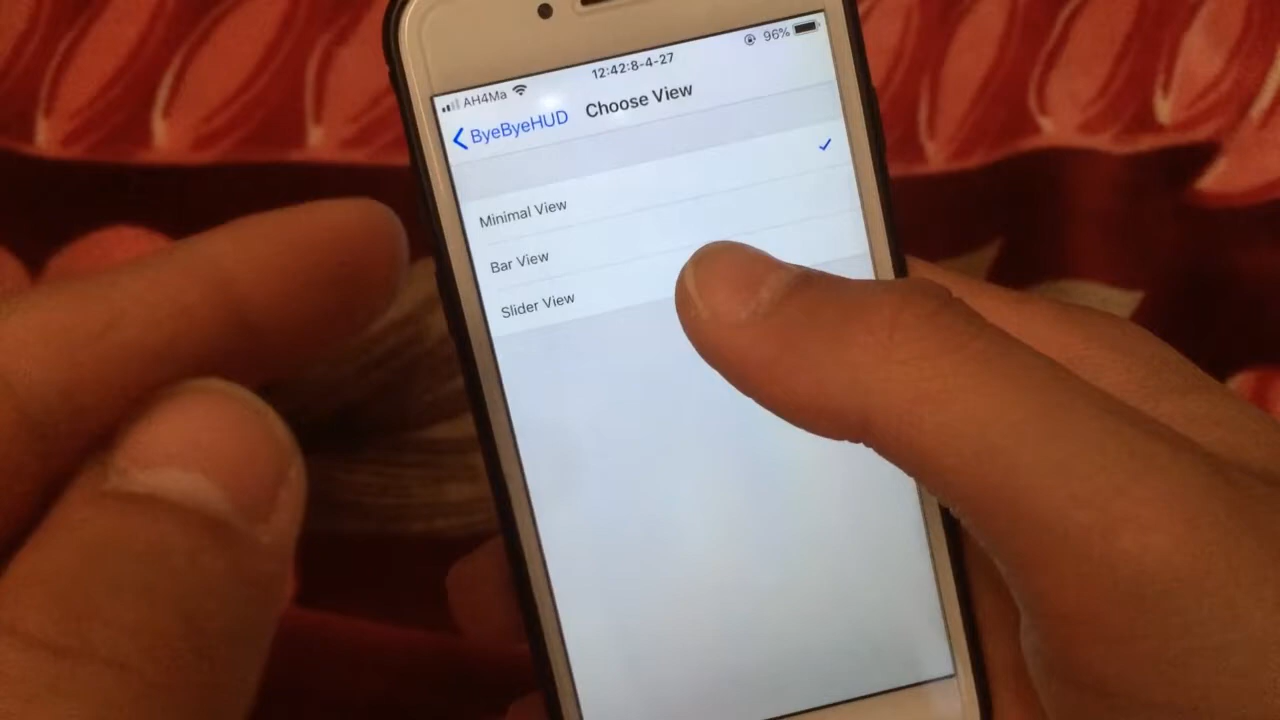 AH4Ma 12:42:8-4-27 96%
ByeByeHUD Choose View
Minimal View
Bar View
Slider View